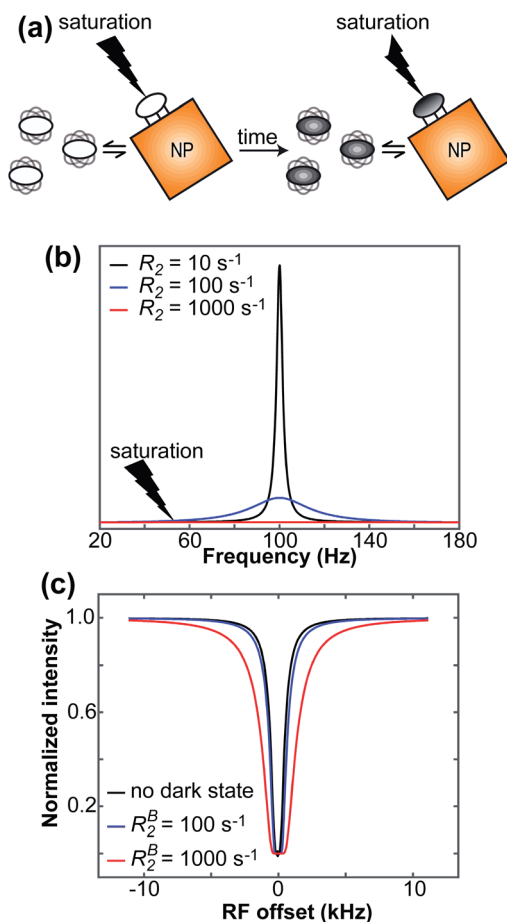 (a)
saturation
saturation
NP
time
NP
(b)
R₂ = 10 s⁻¹
R₂ = 100 s⁻¹
R₂ = 1000 s⁻¹
saturation
20 60 100 140 180
Frequency (Hz)
(c)
1.0
0.6
0.2
Normalized intensity
no dark state
R₂ᴮ = 100 s⁻¹
R₂ᴮ = 1000 s⁻¹
-10 0 10
RF offset (kHz)